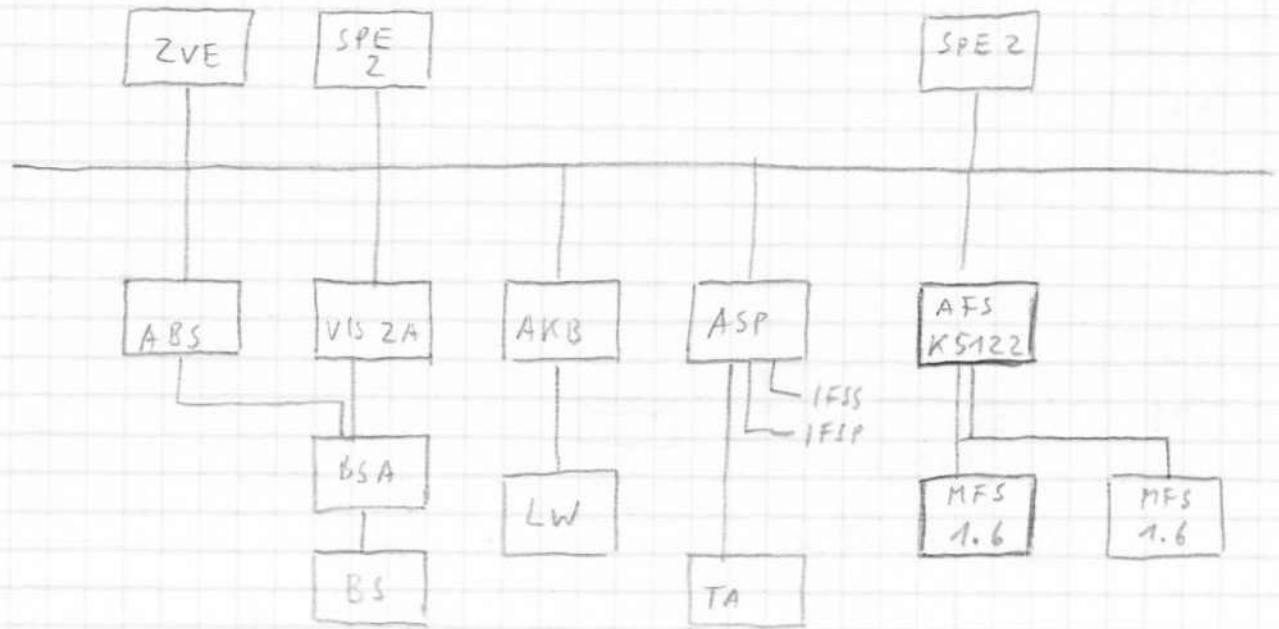 ZVE
SPE
2
SPE 2
ABS
VIS 2A
AKB
ASP
AFS
K5122
IFSS
IFSP
BSA
LW
MFS
1.6
MFS
1.6
BS
TA